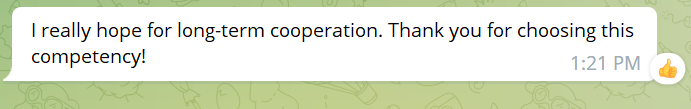 I really hope for long-term cooperation. Thank you for choosing this
competency!
1:21 PM